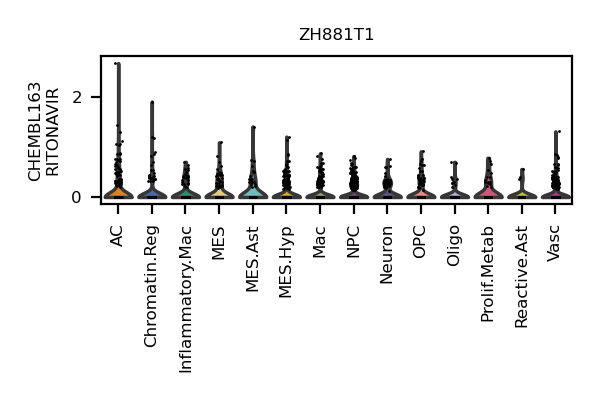 ZH881T1
CHEMBL163
RITONAVIR
2
0
AC
Chromatin.Reg
Inflammatory.Mac
MES
MES.Ast
MES.Hyp
Mac
NPC
Neuron
OPC
Oligo
Prolif.Metab
Reactive.Ast
Vasc